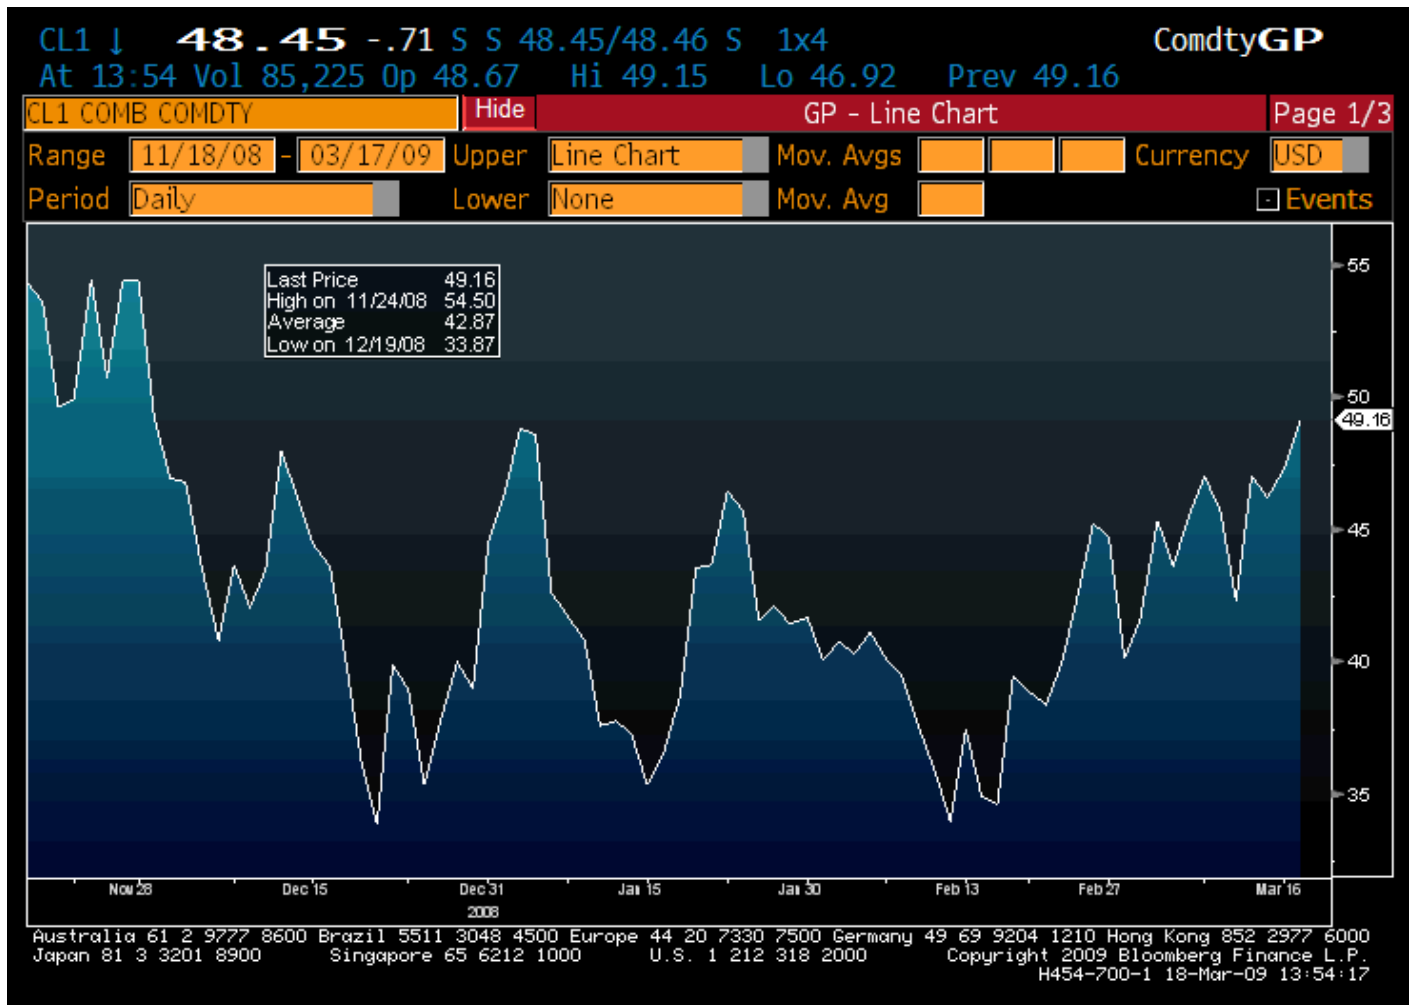 CL1 ↓ 48.45 -.71 S S 48.45/48.46 S 1x4 ComdtyGP
At 13:54 Vol 85,225 Op 48.67 Hi 49.15 Lo 46.92 Prev 49.16
CL1 COMB COMDTY Hide GP - Line Chart Page 1/3
Range 11/18/08 - 03/17/09 Upper Line Chart Mov. Avgs Currency USD
Period Daily Lower None Mov. Avg Events
Last Price 49.16
High on 11/24/08 54.50
Average 42.87
Low on 12/19/08 33.87
55
50
49.16
45
40
35
Nov 28 Dec 15 Dec 31 Jan 15 Jan 30 Feb 13 Feb 27 Mar 16
2008
Australia 61 2 9777 8600 Brazil 5511 3048 4500 Europe 44 20 7330 7500 Germany 49 69 9204 1210 Hong Kong 852 2977 6000
Japan 81 3 3201 8900 Singapore 65 6212 1000 U.S. 1 212 318 2000 Copyright 2009 Bloomberg Finance L.P.
H454-700-1 18-Mar-09 13:54:17